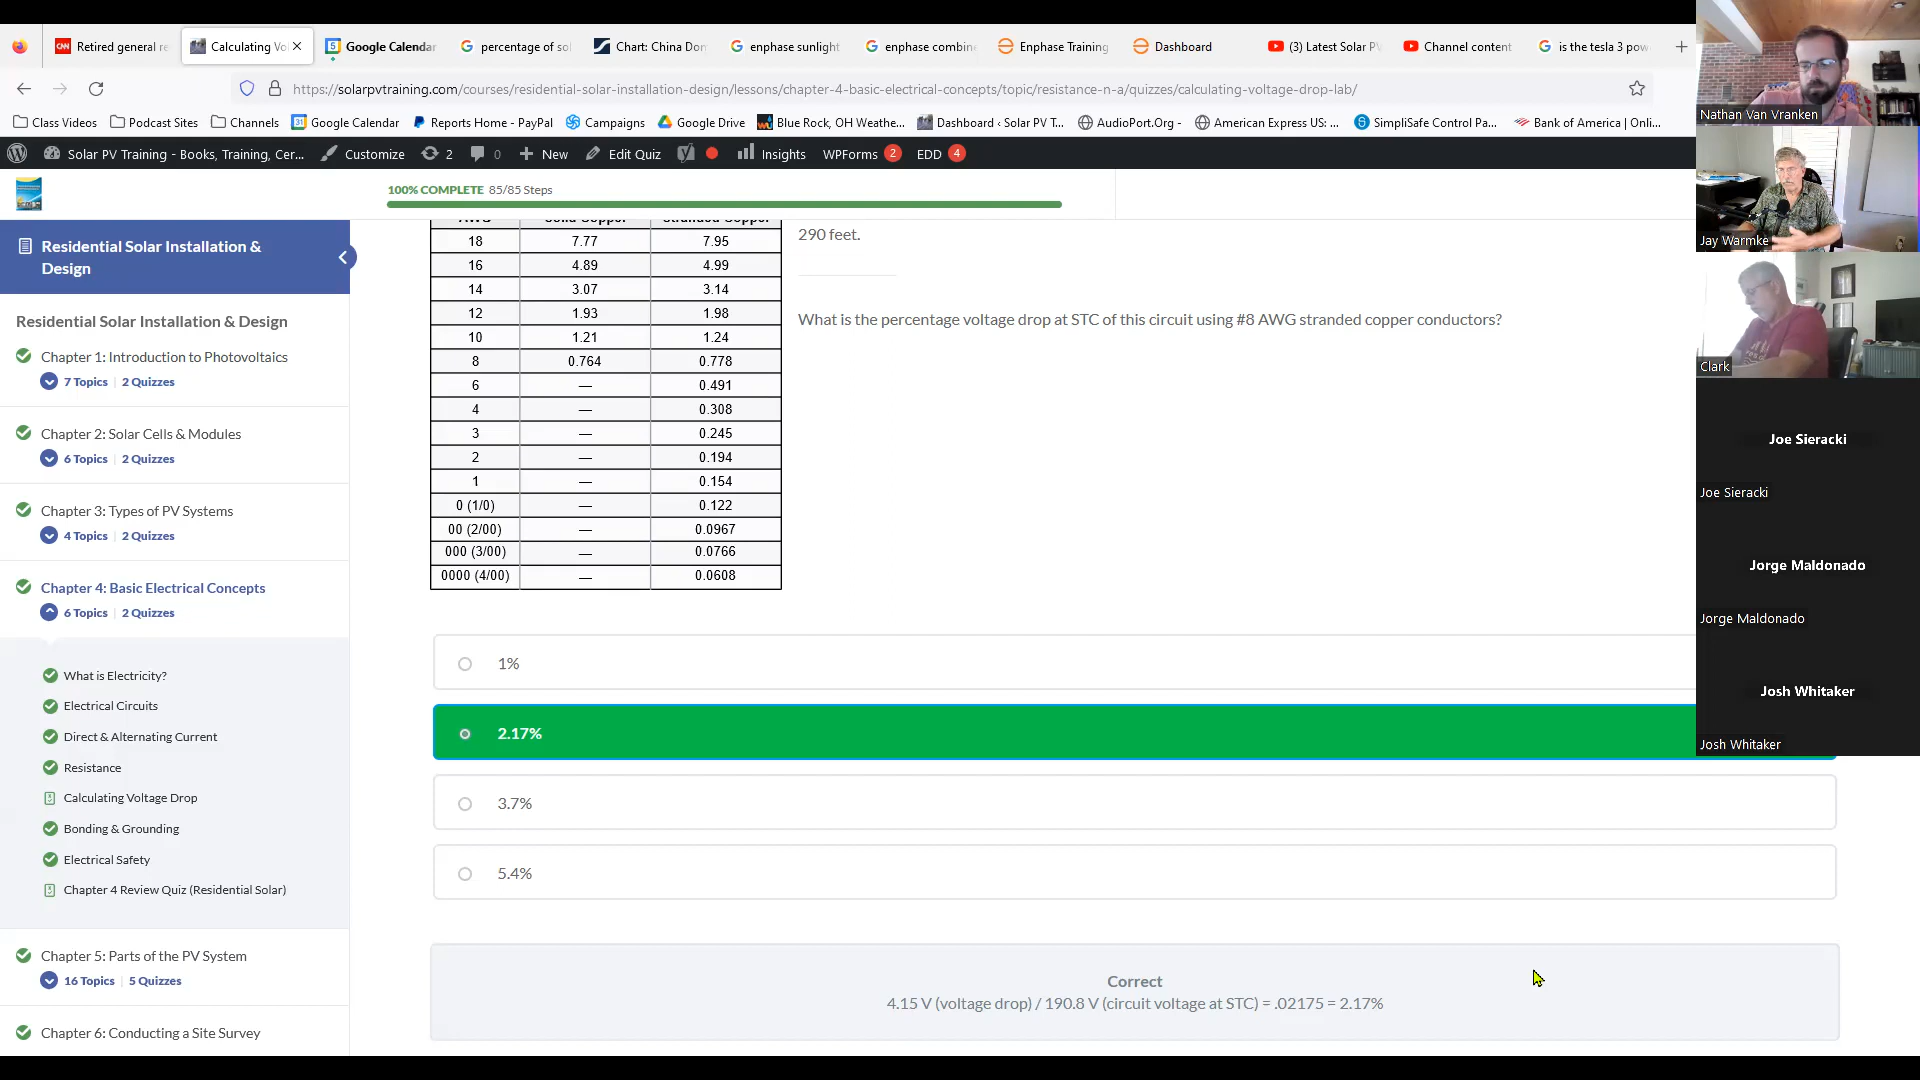 Retired general re
Calculating Vo
Google Calendar
percentage of so
Chart: China Dom
enphase sunlight
enphase combine
Enphase Training
Dashboard
(3) Latest Solar PV
Channel content
is the tesla 3 pow
https://solarpvtraining.com/courses/residential-solar-installation-design/lessons/chapter-4-basic-electrical-concepts/topic/resistance-n-a/quizzes/calculating-voltage-drop-lab/
Class Videos
Podcast Sites
Channels
Google Calendar
Reports Home - PayPal
Campaigns
Google Drive
Blue Rock, OH Weathe...
Dashboard ‹ Solar PV T...
AudioPort.Org -
American Express US: ...
SimpliSafe Control Pa...
Bank of America | Onli...
Solar PV Training - Books, Training, Cer...
Customize
2
0
New
Edit Quiz
Insights
WPForms 2
EDD 4
100% COMPLETE 85/85 Steps
Residential Solar Installation &
Design
Residential Solar Installation & Design
Chapter 1: Introduction to Photovoltaics
7 Topics | 2 Quizzes
Chapter 2: Solar Cells & Modules
6 Topics | 2 Quizzes
Chapter 3: Types of PV Systems
4 Topics | 2 Quizzes
Chapter 4: Basic Electrical Concepts
6 Topics | 2 Quizzes
What is Electricity?
Electrical Circuits
Direct & Alternating Current
Resistance
Calculating Voltage Drop
Bonding & Grounding
Electrical Safety
Chapter 4 Review Quiz (Residential Solar)
Chapter 5: Parts of the PV System
16 Topics | 5 Quizzes
Chapter 6: Conducting a Site Survey
AWG Solid Copper Stranded Copper
18 7.77 7.95
16 4.89 4.99
14 3.07 3.14
12 1.93 1.98
10 1.21 1.24
8 0.764 0.778
6 — 0.491
4 — 0.308
3 — 0.245
2 — 0.194
1 — 0.154
0 (1/0) — 0.122
00 (2/00) — 0.0967
000 (3/00) — 0.0766
0000 (4/00) — 0.0608
290 feet.
What is the percentage voltage drop at STC of this circuit using #8 AWG stranded copper conductors?
1%
2.17%
3.7%
5.4%
Correct
4.15 V (voltage drop) / 190.8 V (circuit voltage at STC) = .02175 = 2.17%
Nathan Van Vranken
Jay Warmke
Clark
Joe Sieracki
Joe Sieracki
Jorge Maldonado
Jorge Maldonado
Josh Whitaker
Josh Whitaker